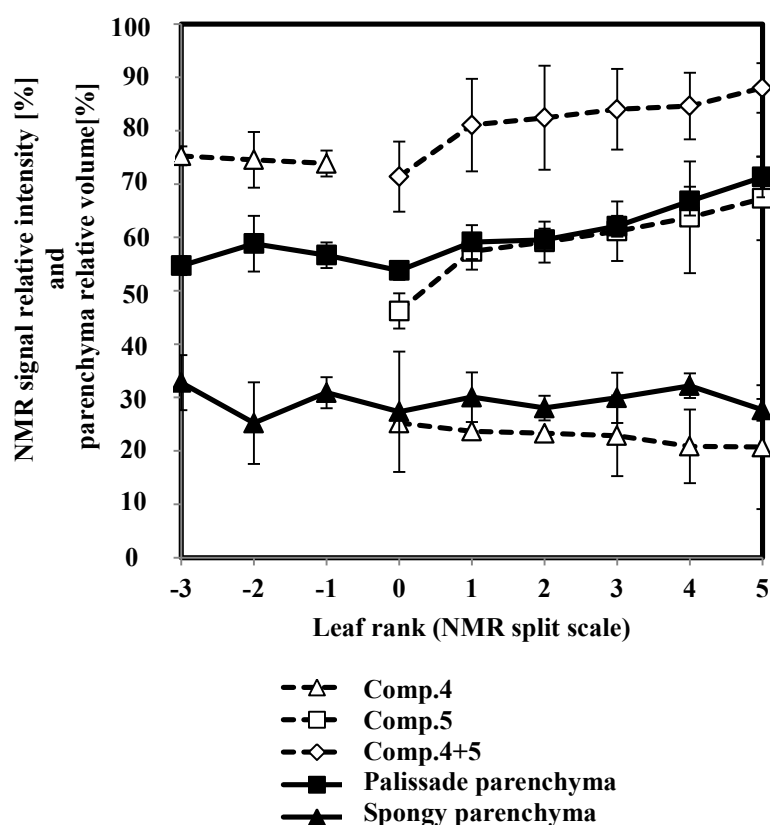 100
90
80
70
60
50
40
30
20
10
0
NMR signal relative intensity [%]
and
parenchyma relative volume[%]
-3 -2 -1 0 1 2 3 4 5
Leaf rank (NMR split scale)
Comp.4
Comp.5
Comp.4+5
Palissade parenchyma
Spongy parenchyma